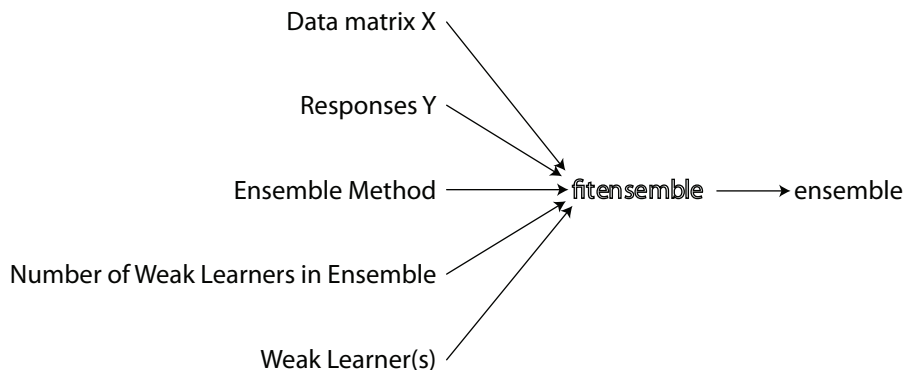 Data matrix X
Responses Y
Ensemble Method
fitensemble
ensemble
Number of Weak Learners in Ensemble
Weak Learner(s)